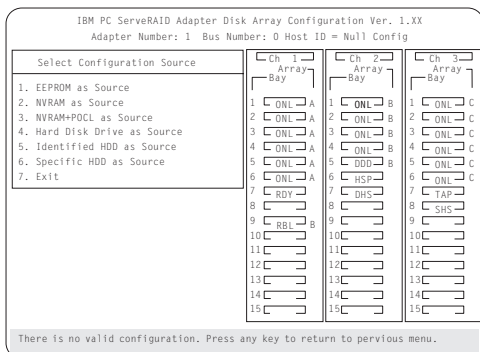 IBM PC ServeRAID Adapter Disk Array Configuration Ver. 1.XX
Adapter Number: 1 Bus Number: 0 Host ID = Null Config
Select Configuration Source
1. EEPROM as Source
2. NVRAM as Source
3. NVRAM+POCL as Source
4. Hard Disk Drive as Source
5. Identified HDD as Source
6. Specific HDD as Source
7. Exit
Ch 1
Array
Bay
1 ONL A
2 ONL A
3 ONL A
4 ONL A
5 ONL A
6 ONL A
7 RDY
8
9 RBL B
10
11
12
13
14
15
Ch 2
Array
Bay
1 ONL B
2 ONL B
3 ONL B
4 ONL B
5 DDD B
6 HSP
7 DHS
8
9
10
11
12
13
14
15
Ch 3
Array
Bay
1 ONL C
2 ONL C
3 ONL C
4 ONL C
5 ONL C
6 ONL C
7 TAP
8 SHS
9
10
11
12
13
14
15
There is no valid configuration. Press any key to return to pervious menu.